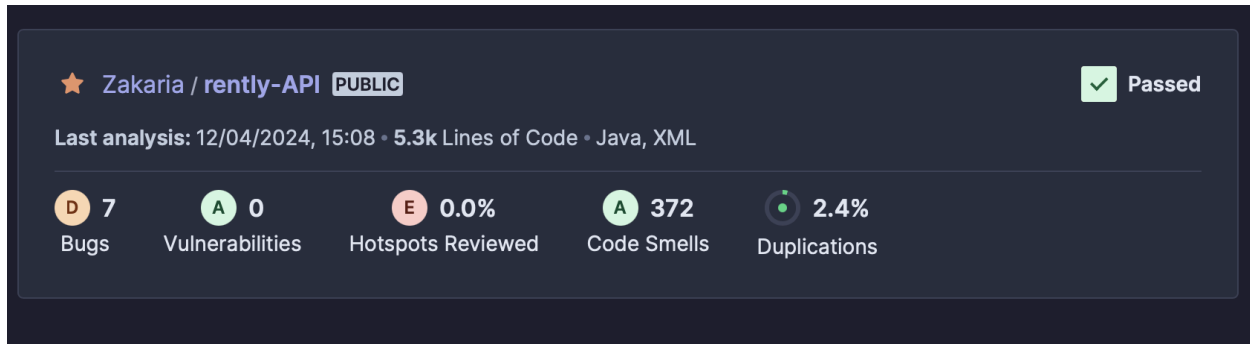 Zakaria / rently-API PUBLIC Passed
Last analysis: 12/04/2024, 15:08 • 5.3k Lines of Code • Java, XML
D 7 A 0 E 0.0% A 372 2.4%
Bugs Vulnerabilities Hotspots Reviewed Code Smells Duplications